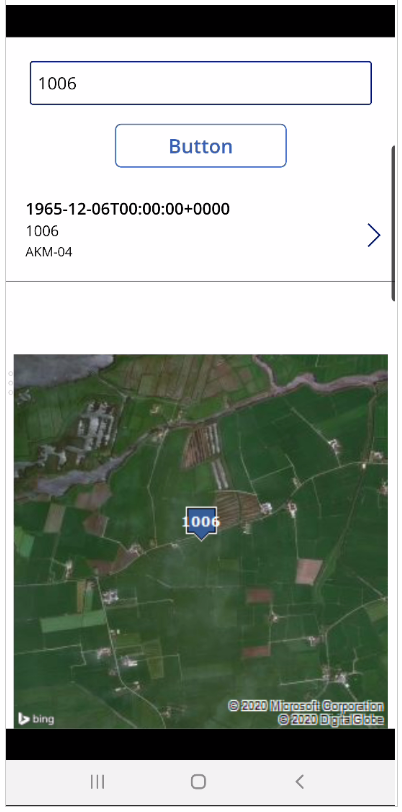 1006
Button
1965-12-06T00:00:00+0000
1006
AKM-04
1006
bing
© 2020 Microsoft Corporation
© 2020 DigitalGlobe